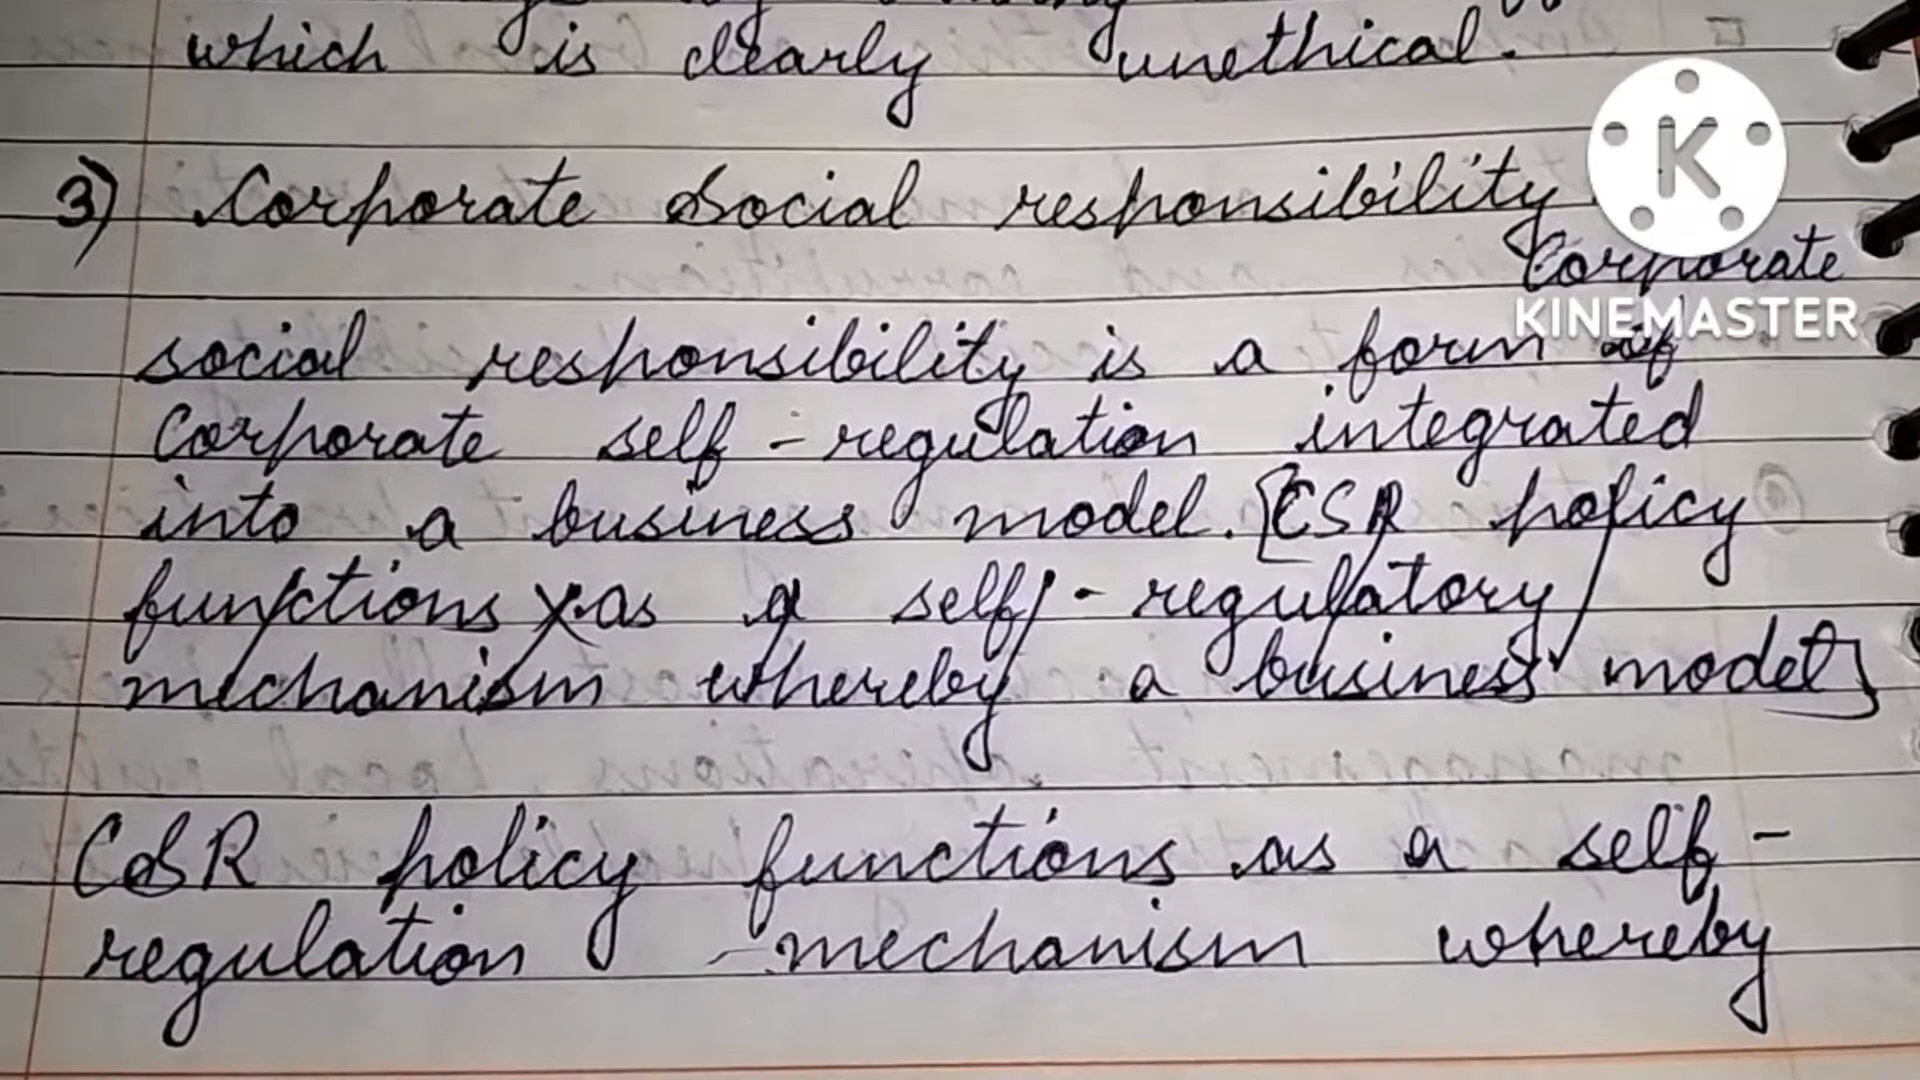 which is clearly unethical.
3) Corporate Social responsibility
Corporate
social responsibility is a form of
Corporate self-regulation integrated
into a business model. [CSR policy
functions as a self-regulatory
mechanism whereby a business model]
CSR policy functions as a self-
regulation mechanism whereby
K
KINEMASTER